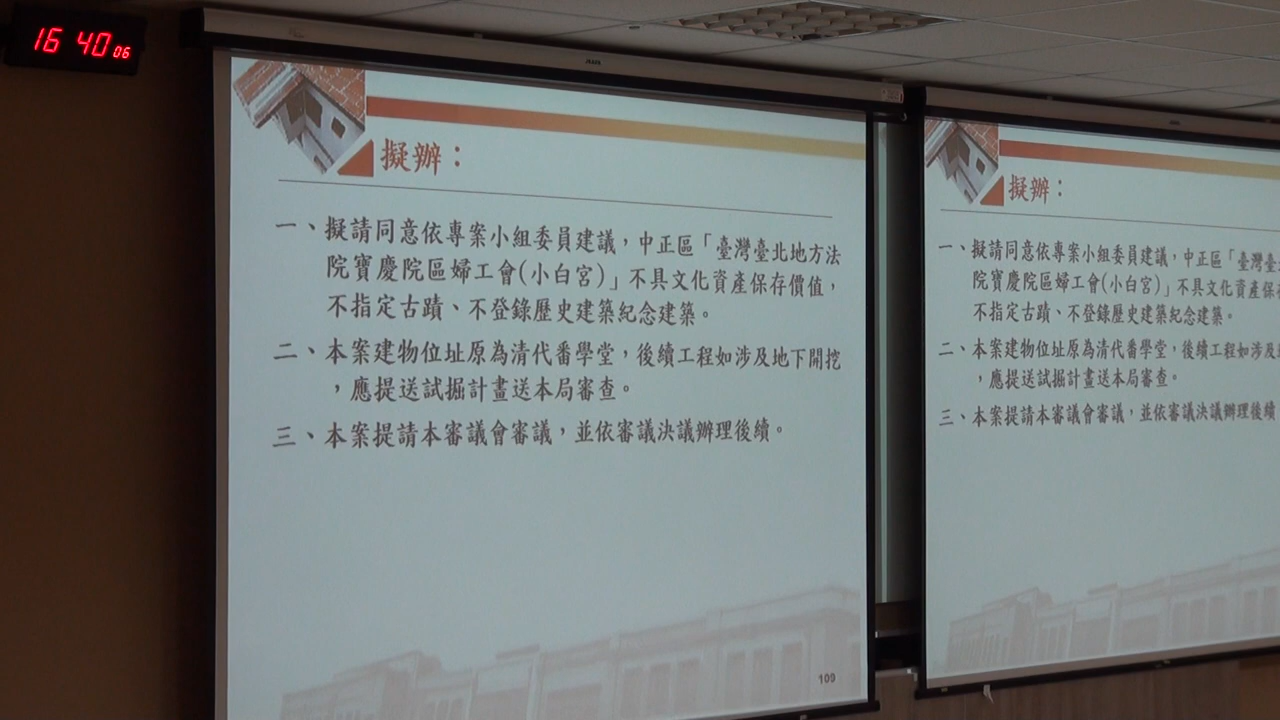 16 40 06
擬辦：
一、擬請同意依專案小組委員建議，中正區「臺灣臺北地方法
院寶慶院區婦工會(小白宮)」不具文化資產保存價值，
不指定古蹟、不登錄歷史建築紀念建築。
二、本案建物位址原為清代番學堂，後續工程如涉及地下開挖
，應提送試掘計畫送本局審查。
三、本案提請本審議會審議，並依審議決議辦理後續。
109
擬辦：
一、擬請同意依專案小組委員建議，中正區「臺灣臺
院寶慶院區婦工會(小白宮)」不具文化資產保存
不指定古蹟、不登錄歷史建築紀念建築。
二、本案建物位址原為清代番學堂，後續工程如涉及
，應提送試掘計畫送本局審查。
三、本案提請本審議會審議，並依審議決議辦理後續